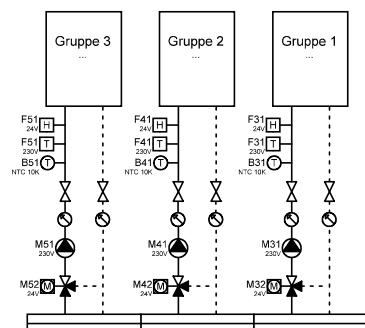 Gruppe 3
...
Gruppe 2
...
Gruppe 1
...
F51
24V
H
F41
24V
H
F31
24V
H
F51
230V
T
F41
230V
T
F31
230V
T
B51
NTC 10K
T
B41
NTC 10K
T
B31
NTC 10K
T
M51
230V
M41
230V
M31
230V
M52
24V
M
M42
24V
M
M32
24V
M